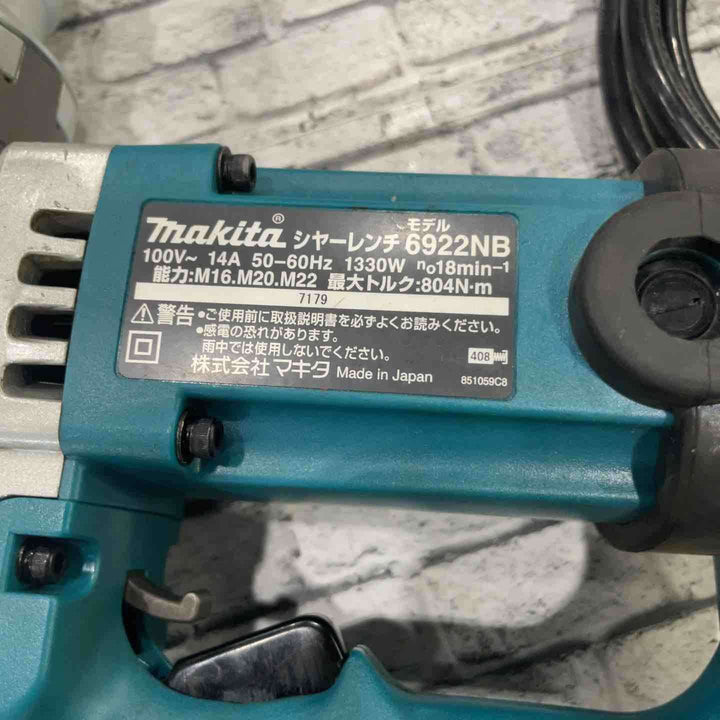 makita® シャーレンチ モデル 6922NB
100V~ 14A 50-60Hz 1330W n₀18min⁻¹
能力:M16.M20.M22 最大トルク:804N·m
7179
⚠警告 •ご使用前に取扱説明書を必ずよくお読みください。
•感電の恐れがあります。
雨中では使用しないでください。
408
株式会社 マキタ Made in Japan 851059C8